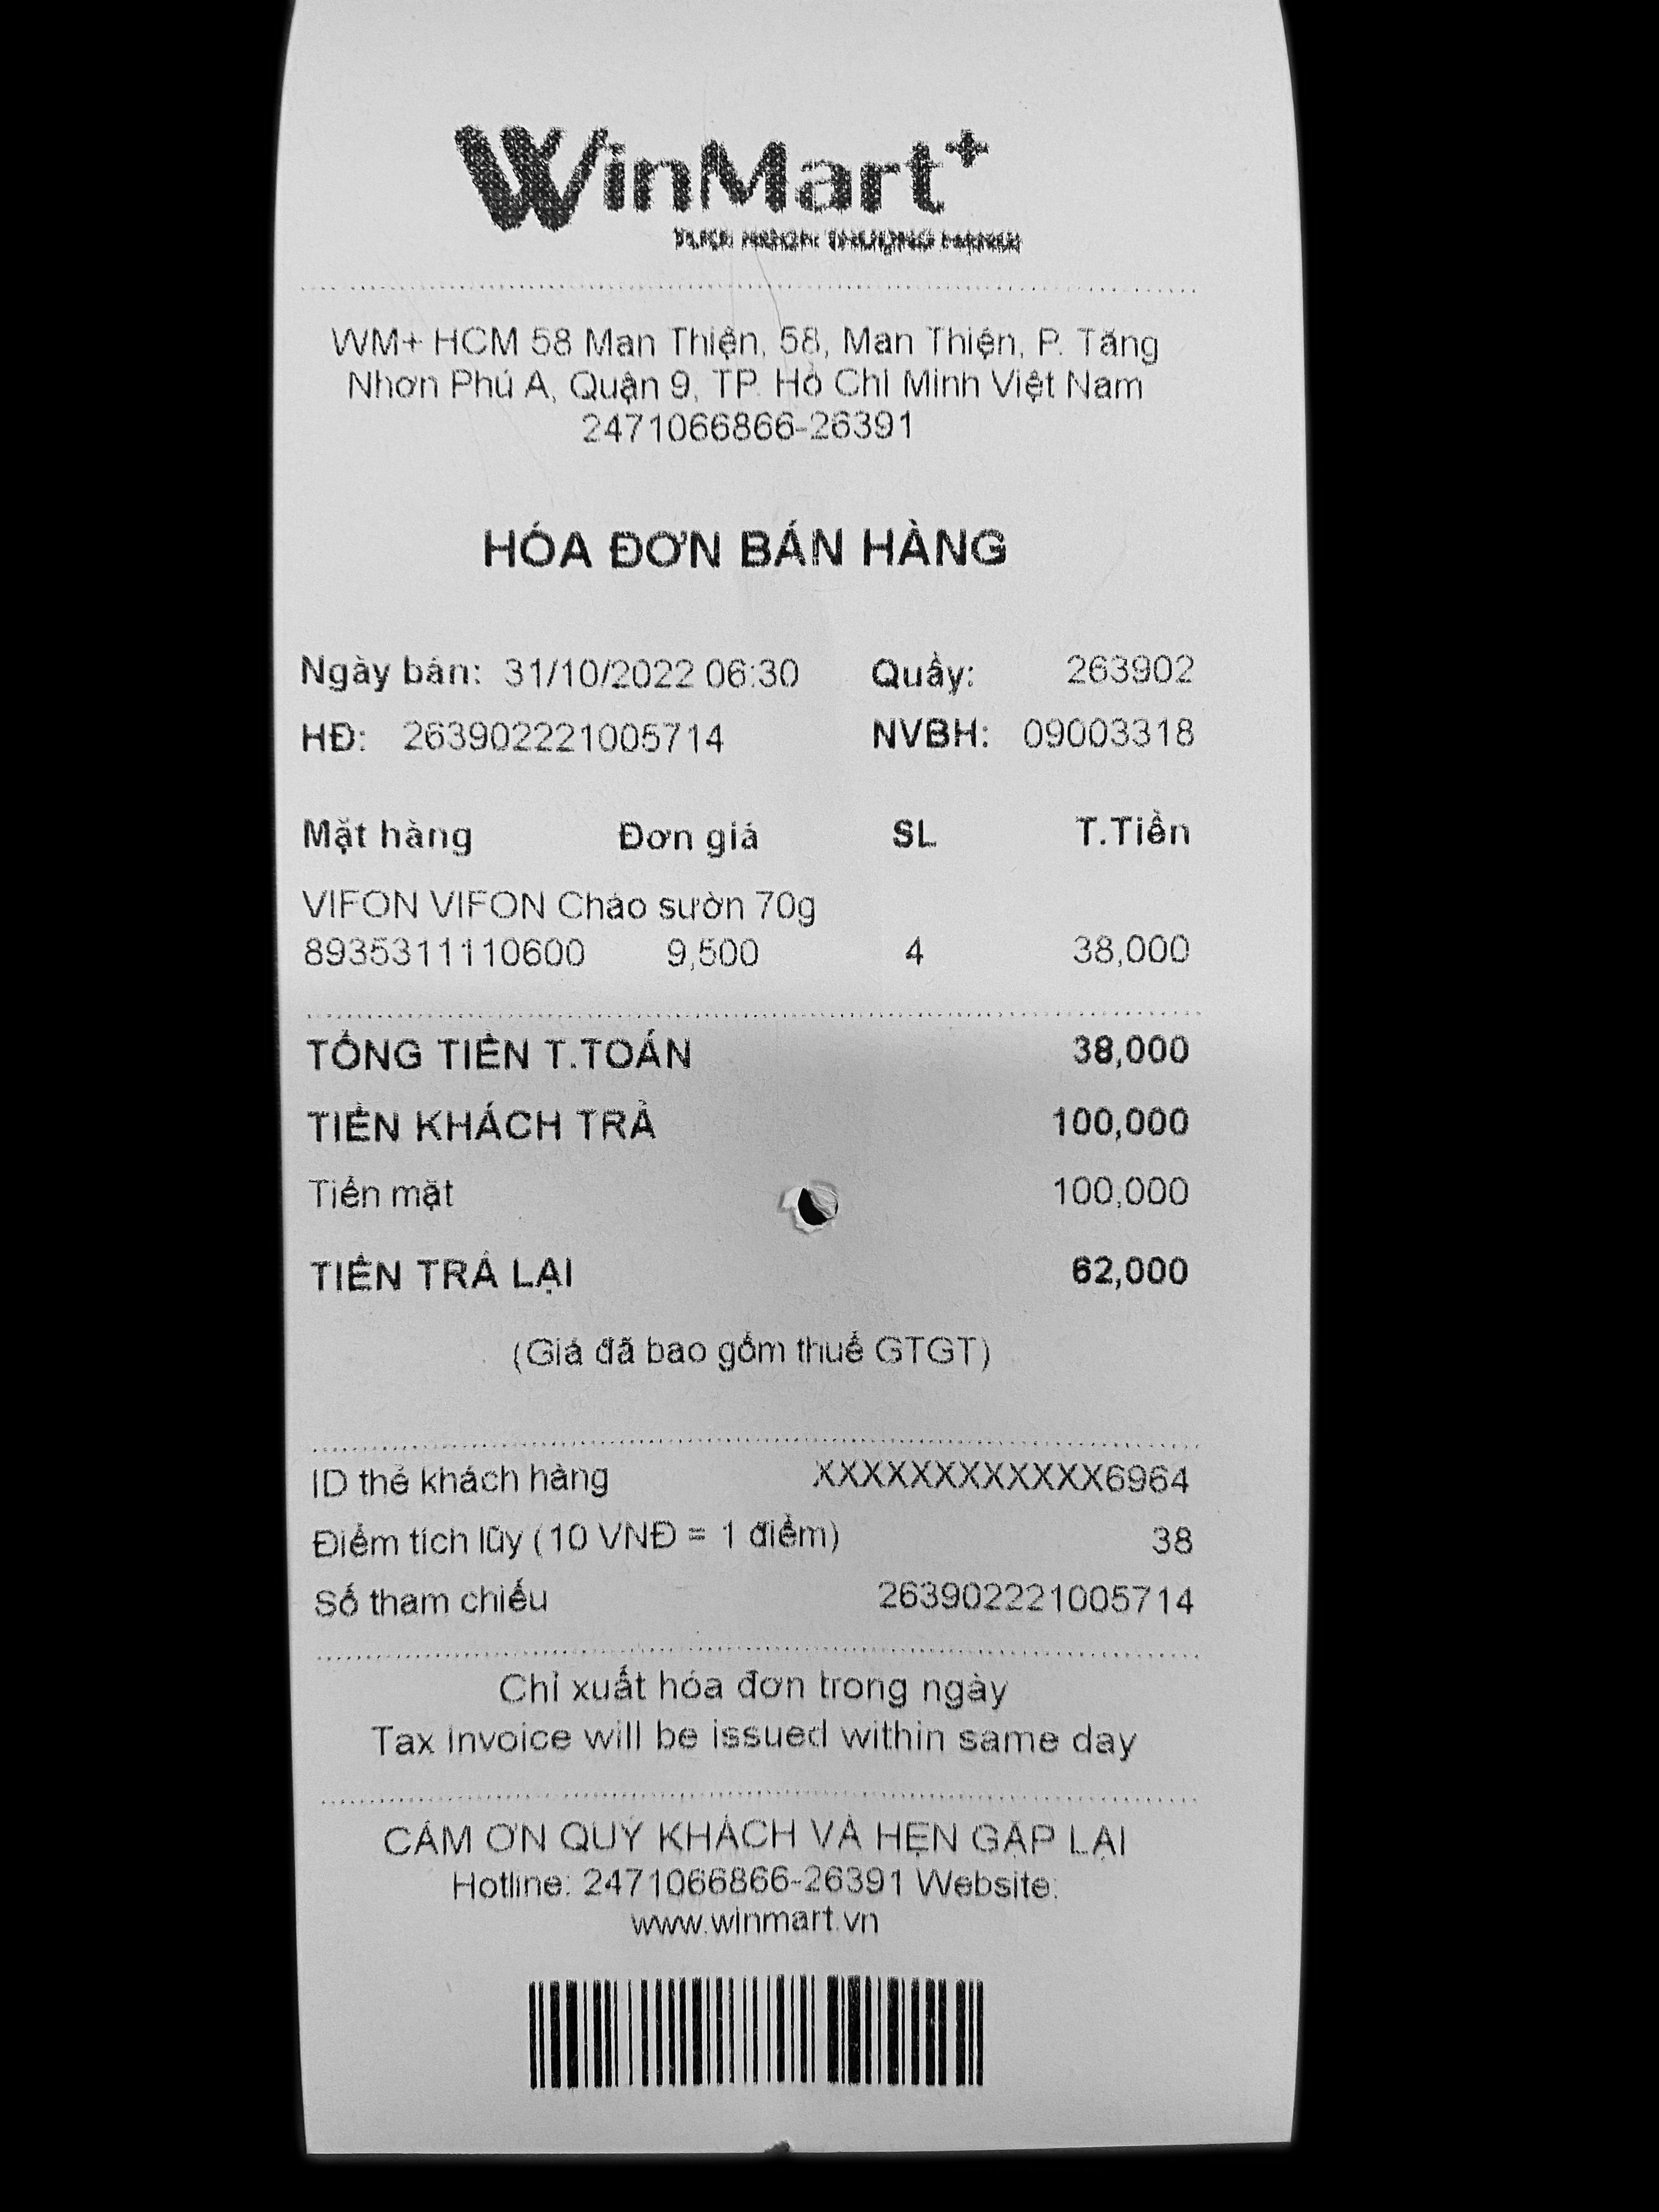 WinMart+
WM+ HCM 58 Man Thiện, 58, Man Thiện, P. Tăng
Nhơn Phú A, Quận 9, TP. Hồ Chí Minh Việt Nam
2471066866-26391
HÓA ĐƠN BÁN HÀNG
Ngày bán: 31/10/2022 06:30 Quầy: 263902
HĐ: 263902221005714 NVBH: 09003318
Mặt hàng Đơn giá SL T.Tiền
VIFON VIFON Cháo sườn 70g
8935311110600 9,500 4 38,000
TỔNG TIỀN T.TOÁN 38,000
TIỀN KHÁCH TRẢ 100,000
Tiền mặt 100,000
TIỀN TRẢ LẠI 62,000
(Giá đã bao gồm thuế GTGT)
ID thẻ khách hàng XXXXXXXXXXXX6964
Điểm tích lũy (10 VNĐ = 1 điểm) 38
Số tham chiếu 263902221005714
Chỉ xuất hóa đơn trong ngày
Tax Invoice will be issued within same day
CẢM ƠN QUÝ KHÁCH VÀ HẸN GẶP LẠI
Hotline: 2471066866-26391 Website:
www.winmart.vn